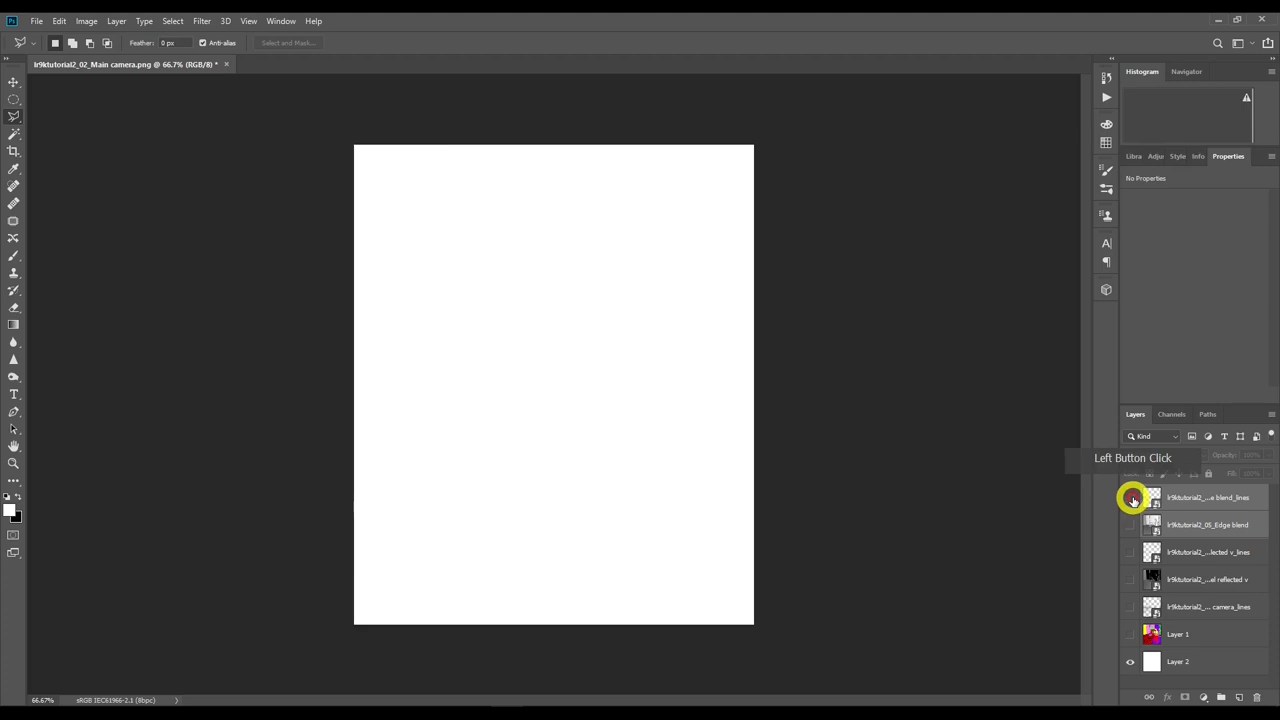 Ps File Edit Image Layer Type Select Filter 3D View Window Help
Feather: 0 px Anti-alias Select and Mask...
lr9ktutorial2_02_Main camera.png @ 66.7% (RGB/8) *
Histogram Navigator
Libra Adju Style Info Properties
No Properties
Layers Channels Paths
Kind
Left Button Click
Opacity: 100%
Fill: 100%
lr9ktutorial2_...e blend_lines
lr9ktutorial2_05_Edge blend
lr9ktutorial2_...lected v_lines
lr9ktutorial2_...el reflected v
lr9ktutorial2_... camera_lines
Layer 1
Layer 2
66.67% sRGB IEC61966-2.1 (8bpc)